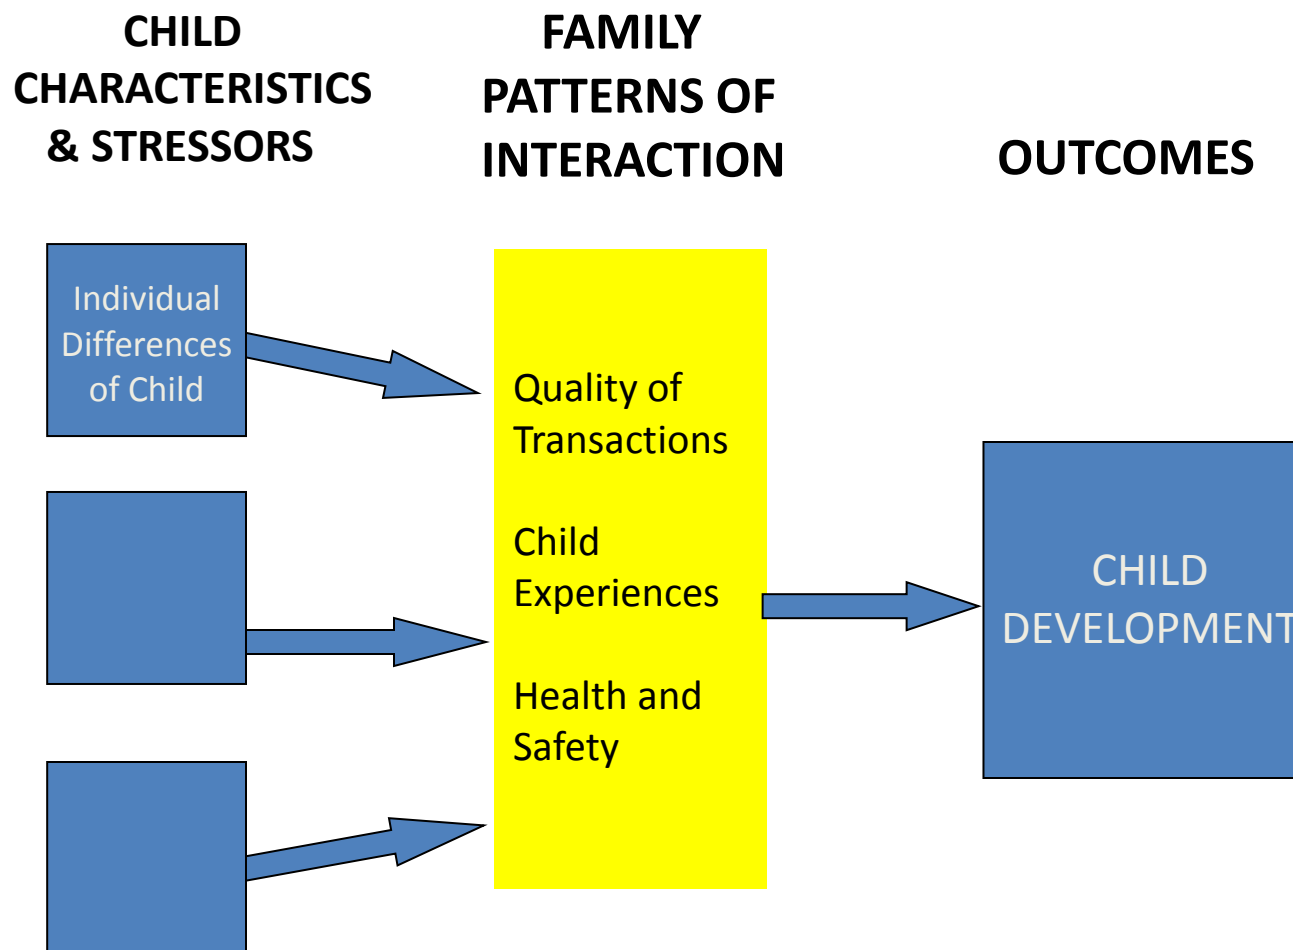 CHILD
CHARACTERISTICS
& STRESSORS
FAMILY
PATTERNS OF
INTERACTION
OUTCOMES
Individual
Differences
of Child
Quality of
Transactions
Child
Experiences
Health and
Safety
CHILD
DEVELOPMENT